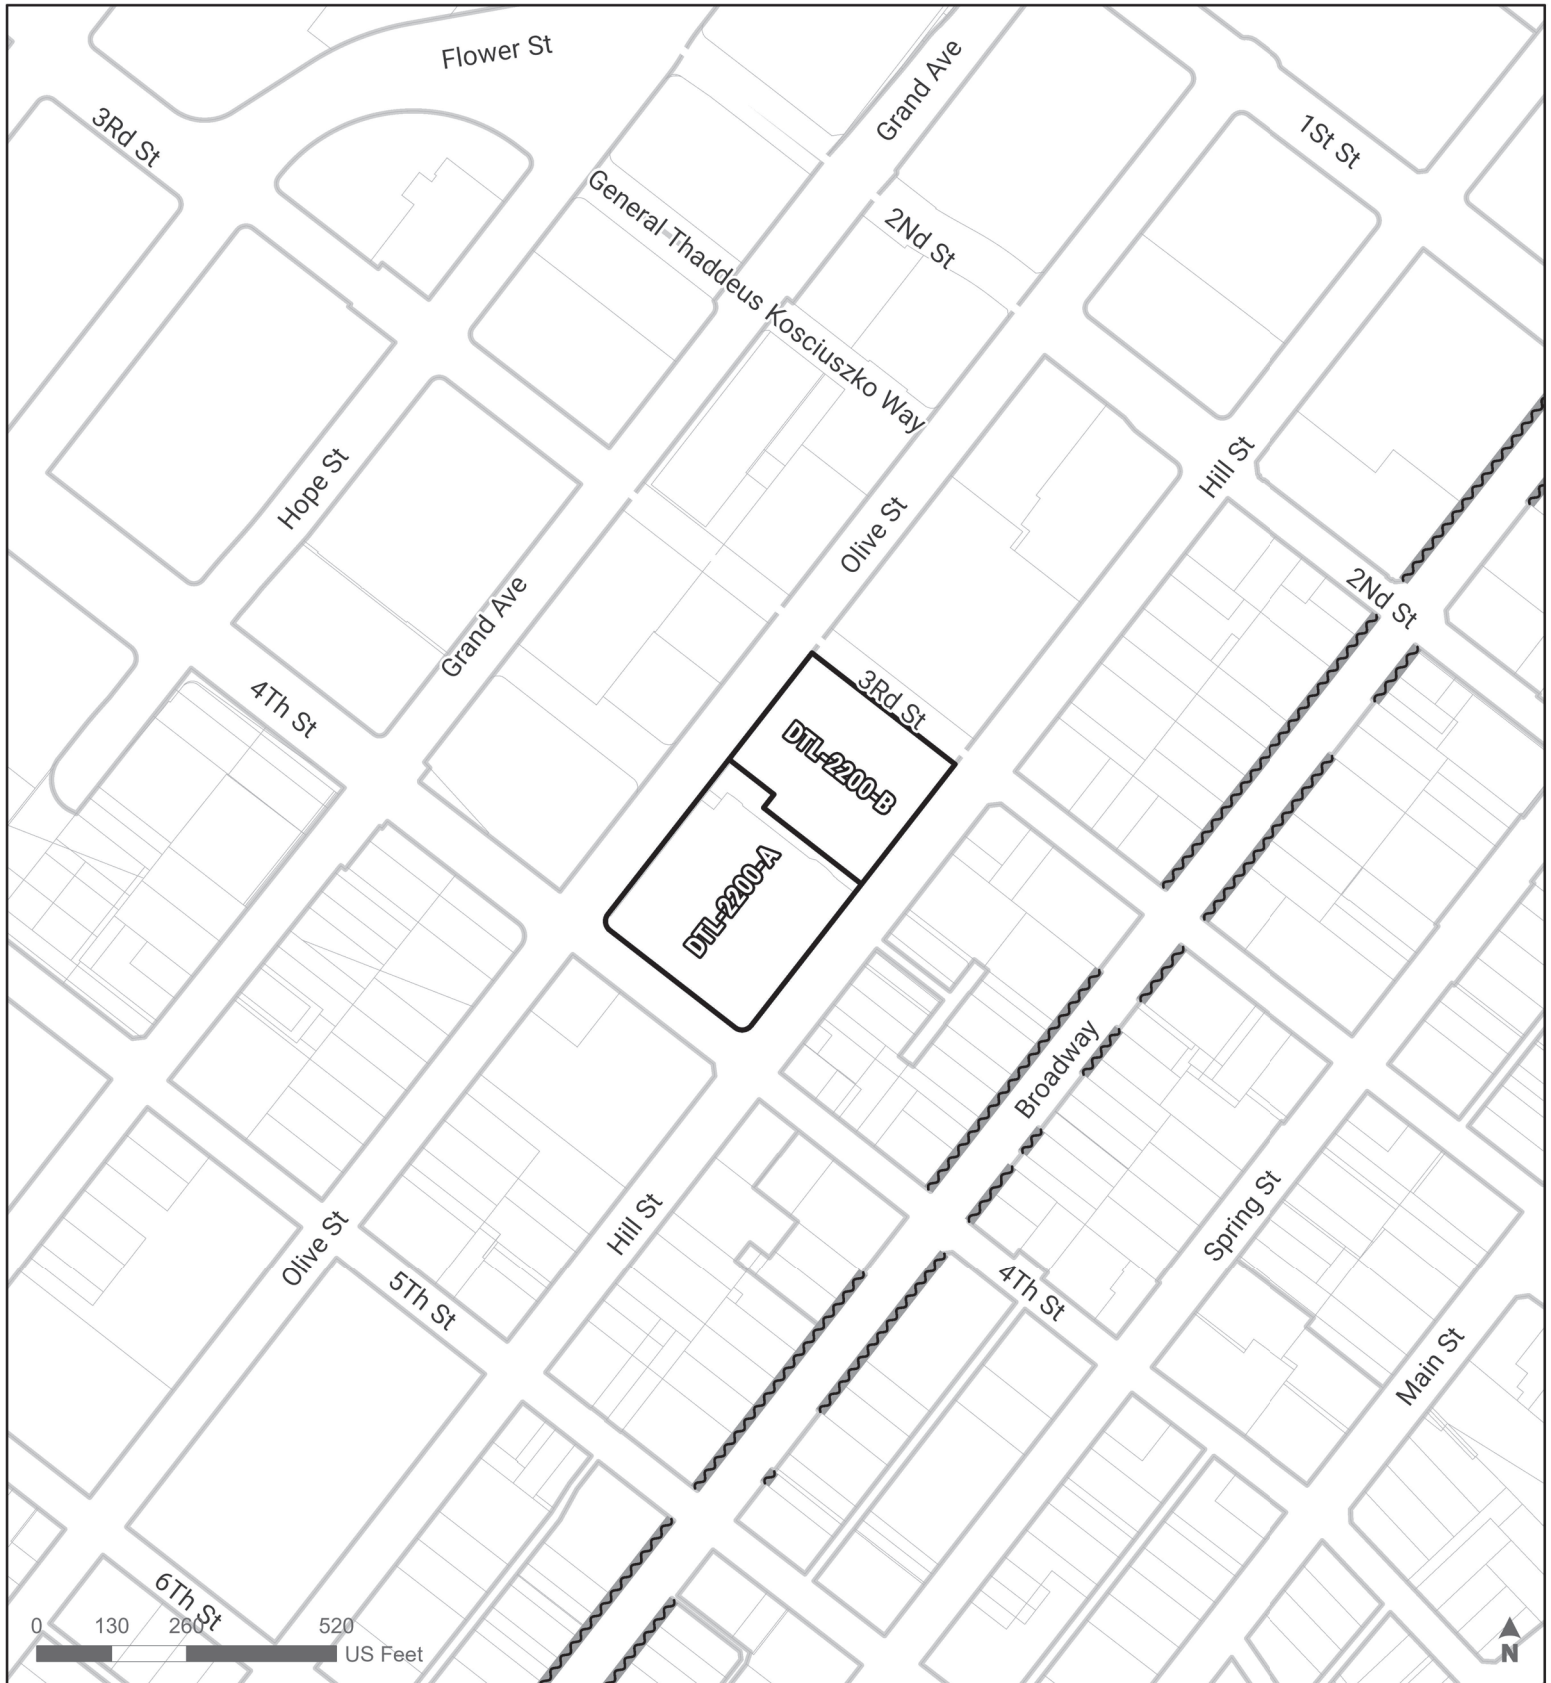 Flower St
Grand Ave
3Rd St
1St St
General Thaddeus Kosciuszko Way
2Nd St
Hope St
Hill St
Olive St
2Nd St
Grand Ave
4Th St
3Rd St
DTL-2200-B
DTL-2200-A
Broadway
Hill St
Spring St
Olive St
5Th St
4Th St
Main St
6Th St
0 130 260 520
US Feet
N